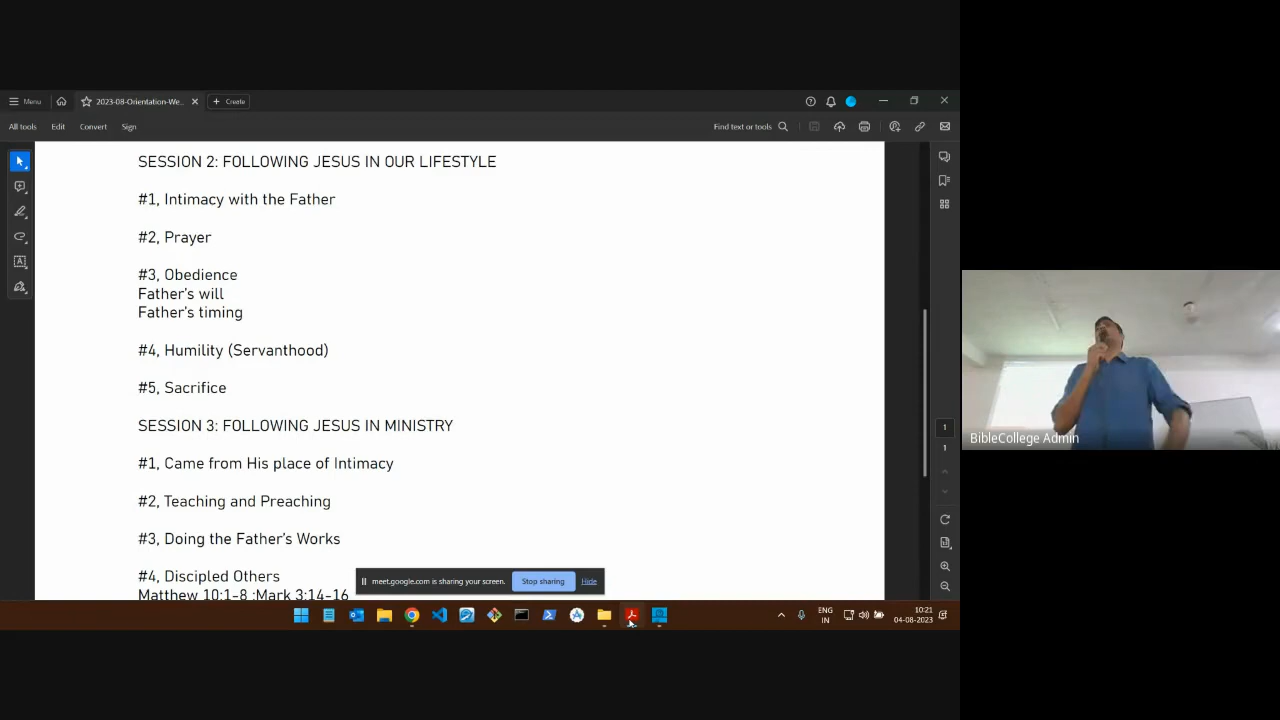 Menu
2023-08-Orientation-We...
Create
All tools
Edit
Convert
Sign
Find text or tools
SESSION 2: FOLLOWING JESUS IN OUR LIFESTYLE
#1, Intimacy with the Father
#2, Prayer
#3, Obedience
Father's will
Father's timing
#4, Humility (Servanthood)
#5, Sacrifice
SESSION 3: FOLLOWING JESUS IN MINISTRY
#1, Came from His place of Intimacy
#2, Teaching and Preaching
#3, Doing the Father's Works
#4, Discipled Others
Matthew 10:1-8 ;Mark 3:14-16
1
1
meet.google.com is sharing your screen.
Stop sharing
Hide
ENG
IN
10:21
04-08-2023
BibleCollege Admin